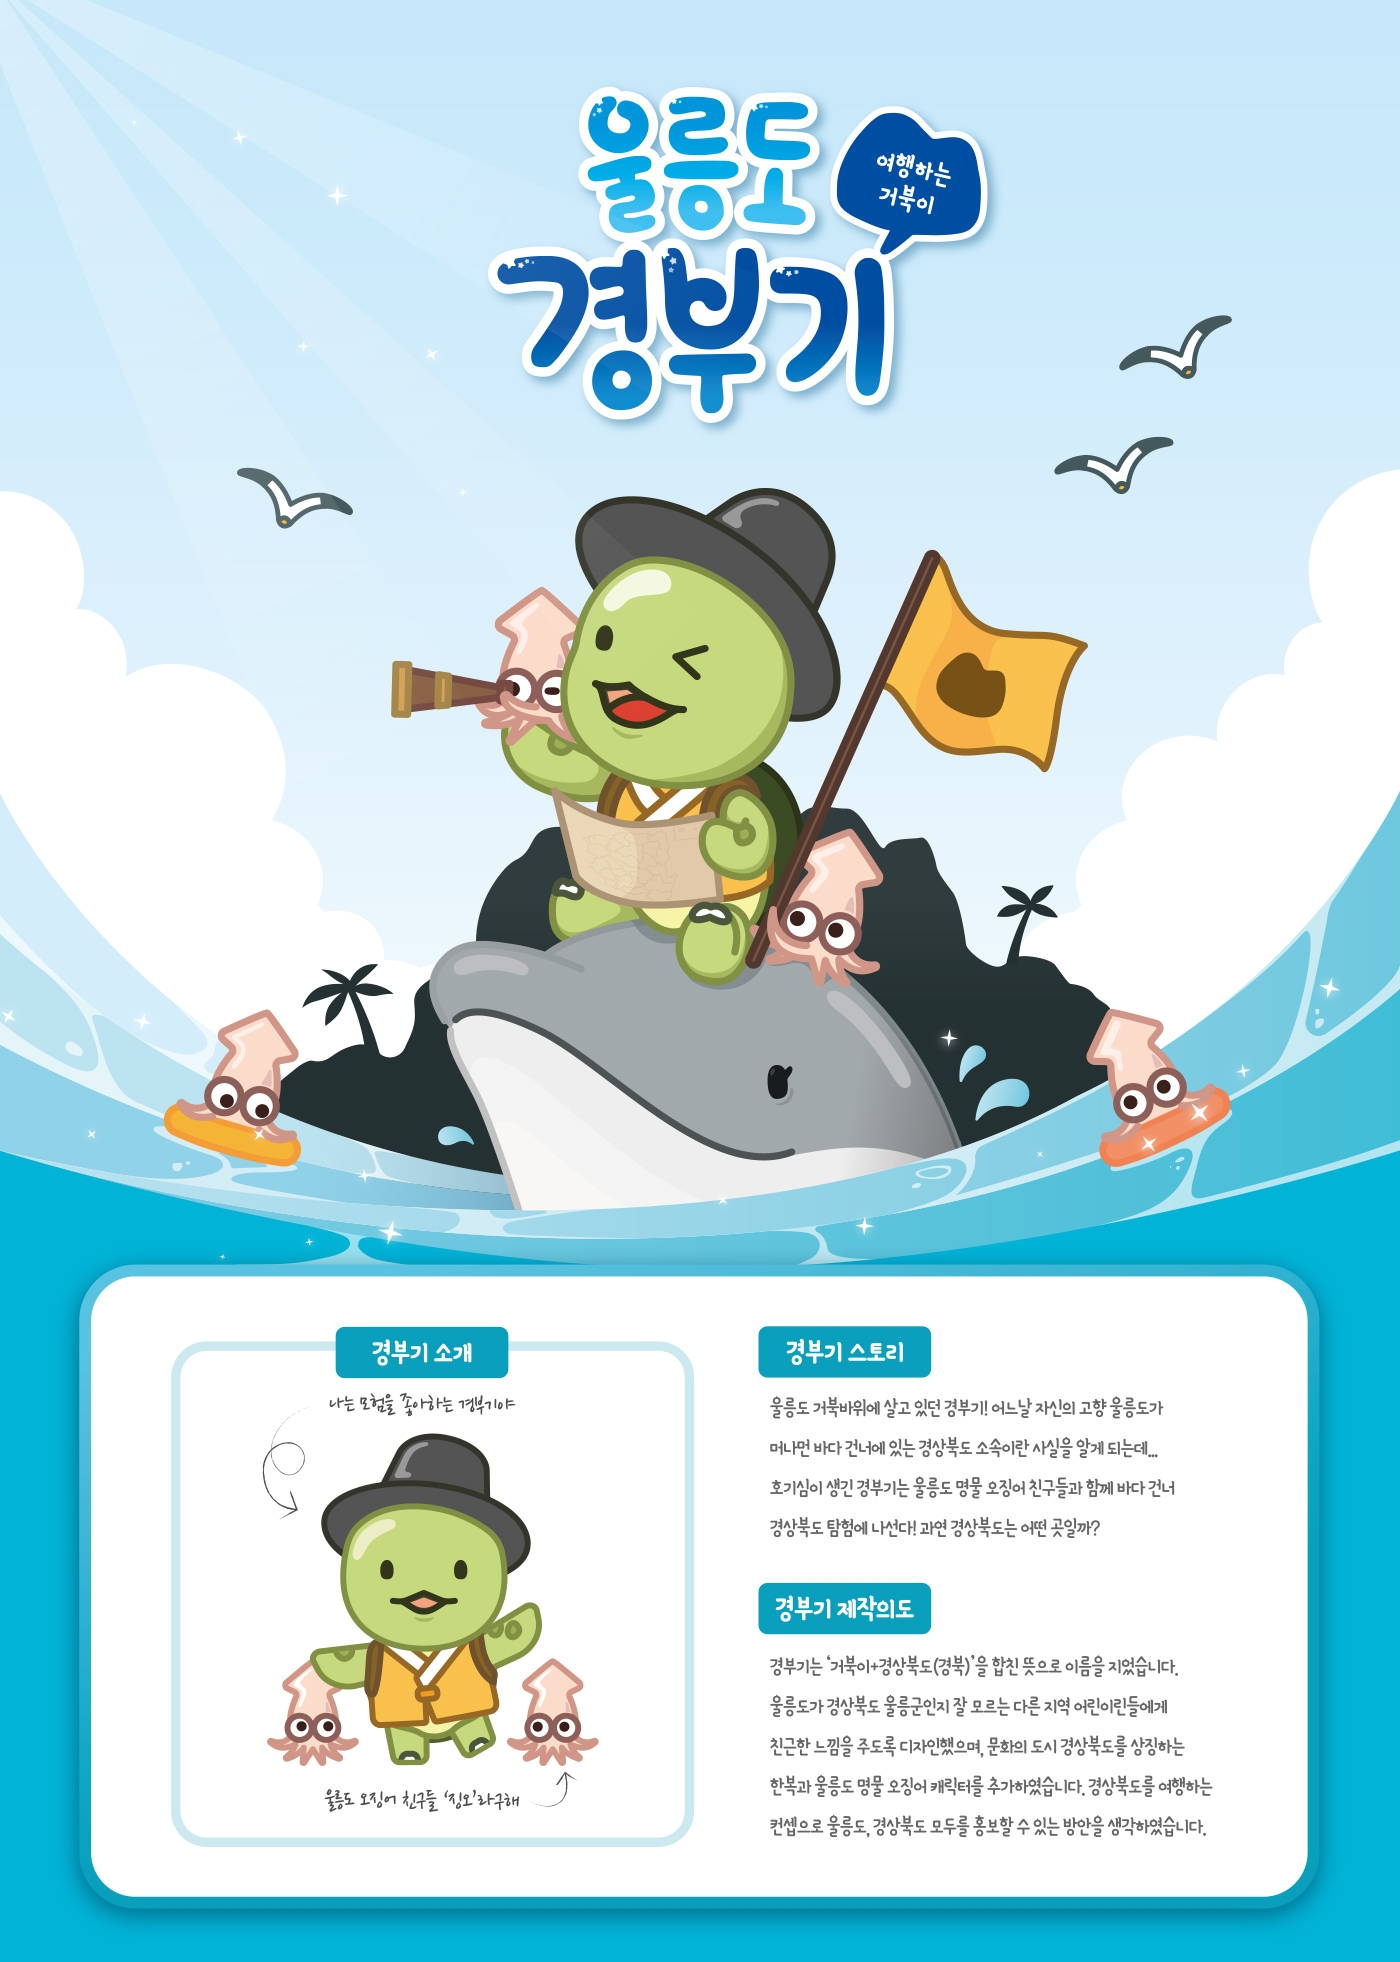 울릉도
여행하는
거북이
경부기
경부기 소개
나는 모험을 좋아하는 경부기야
울릉도 오징어 친구들 '징오'라구해
경부기 스토리
울릉도 거북바위에 살고 있던 경부기! 어느날 자신의 고향 울릉도가
머나먼 바다 건너에 있는 경상북도 소속이란 사실을 알게 되는데...
호기심이 생긴 경부기는 울릉도 명물 오징어 친구들과 함께 바다 건너
경상북도 탐험에 나선다! 과연 경상북도는 어떤 곳일까?
경부기 제작의도
경부기는 '거북이+경상북도(경북)'을 합친 뜻으로 이름을 지었습니다.
울릉도가 경상북도 울릉군인지 잘 모르는 다른 지역 어린이린들에게
친근한 느낌을 주도록 디자인했으며, 문화의 도시 경상북도를 상징하는
한복과 울릉도 명물 오징어 캐릭터를 추가하였습니다. 경상북도를 여행하는
컨셉으로 울릉도, 경상북도 모두를 홍보할 수 있는 방안을 생각하였습니다.